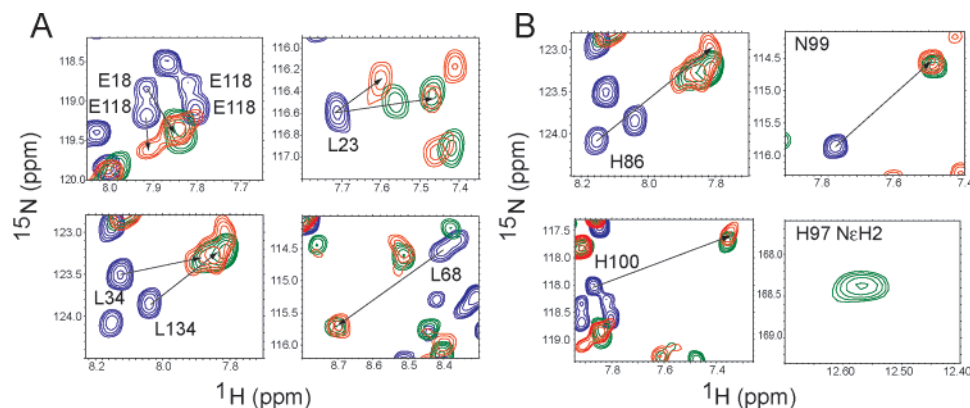 A
B
118.5
119.0
119.5
120.0
E18
E118
E18
E118
E118
8.0 7.9 7.8 7.7
116.0
116.2
116.4
116.6
116.8
117.0
L23
7.7 7.6 7.5 7.4
123.0
123.5
124.0
H86
8.2 8.0 7.8
114.5
115.0
115.5
116.0
N99
7.8 7.6 7.4
15N (ppm)
123.0
123.5
124.0
L34
L134
8.2 8.0 7.8
114.0
114.5
115.0
115.5
116.0
L68
8.7 8.6 8.5 8.4
15N (ppm)
117.5
118.0
118.5
119.0
H100
7.8 7.6 7.4
H97 NεH2
168.0
168.5
169.0
12.60 12.50 12.40
1H (ppm)
1H (ppm)